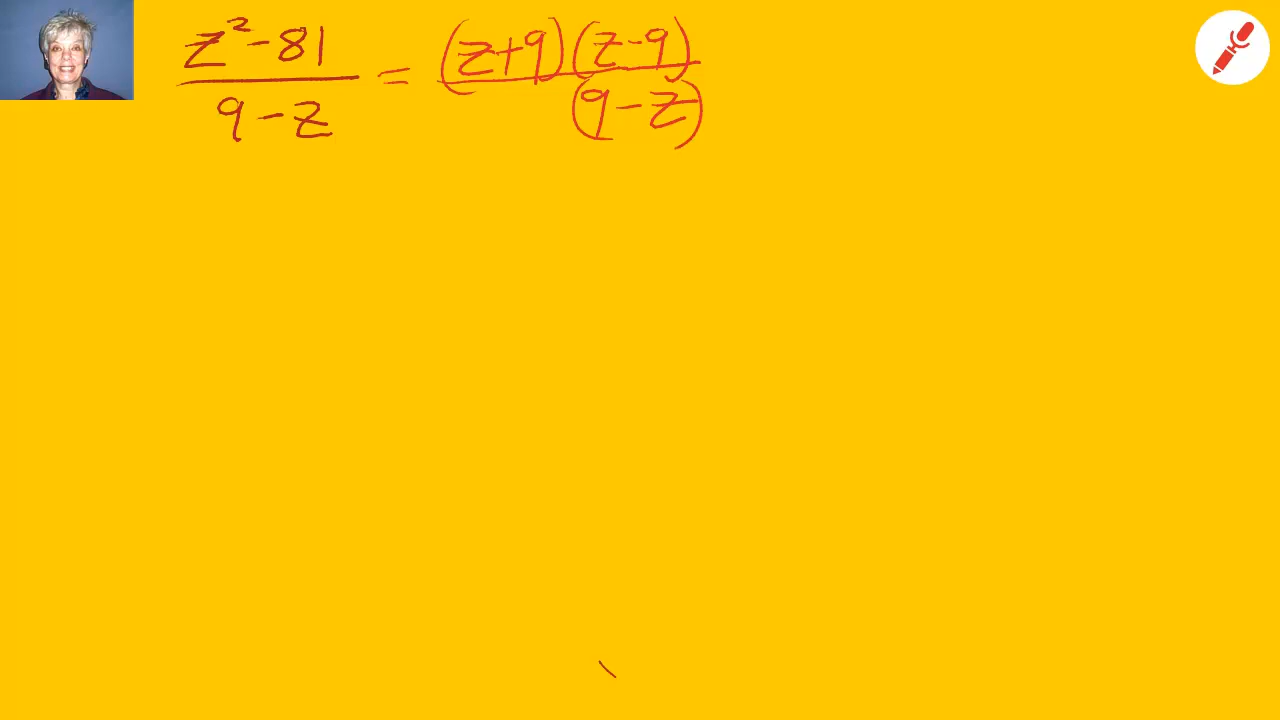 z² - 81 / 9 - z = (z+9)(z-9) / (9-z)